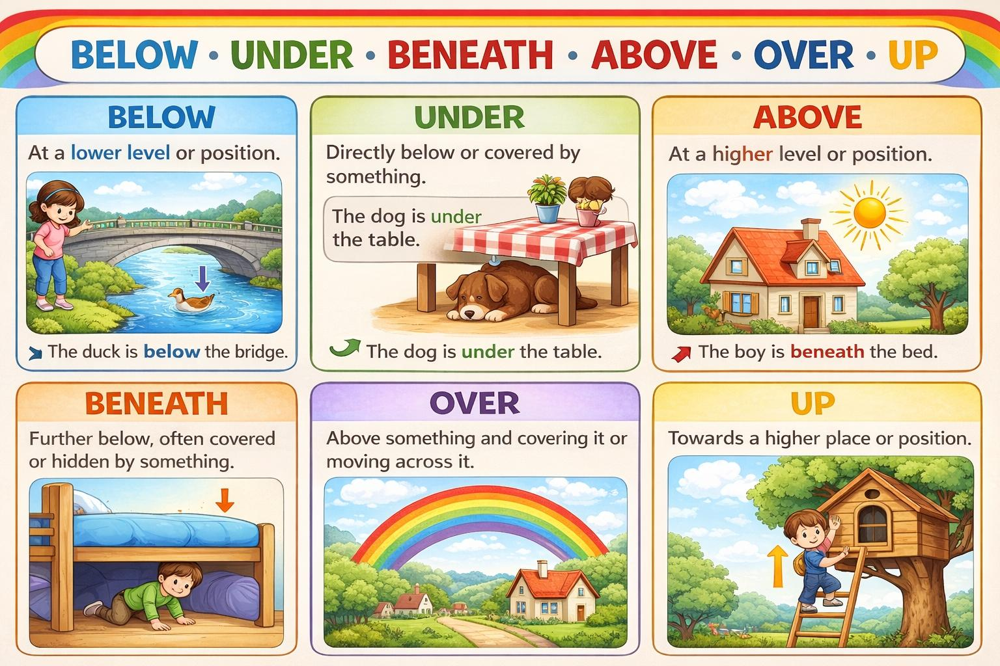 BELOW • UNDER • BENEATH • ABOVE • OVER • UP
BELOW
At a lower level or position.
The duck is below the bridge.
UNDER
Directly below or covered by
something.
The dog is under
the table.
The dog is under the table.
ABOVE
At a higher level or position.
The boy is beneath the bed.
BENEATH
Further below, often covered
or hidden by something.
OVER
Above something and covering it or
moving across it.
UP
Towards a higher place or position.